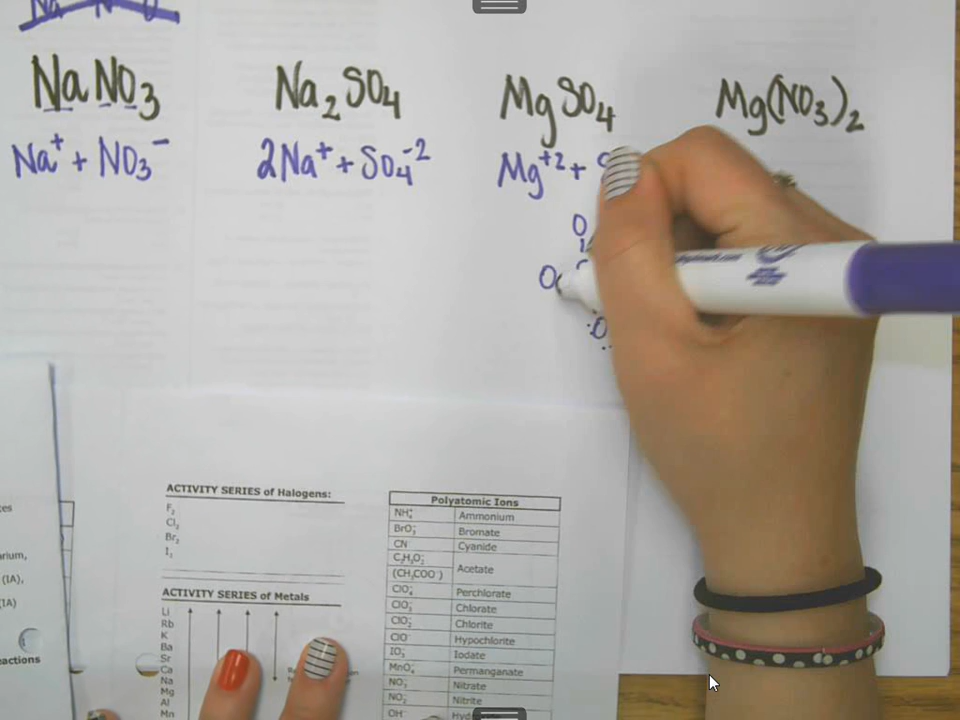 NaNO3 Na2SO4 MgSO4 Mg(NO3)2
Na+ + NO3− 2Na+ + SO4−2 Mg+2 +
O
O
O
ACTIVITY SERIES of Halogens:
F2
Cl2
Br2
I2
ACTIVITY SERIES of Metals
Li
Rb
K
Ba
Sr
Ca
Na
Mg
Al
Mn
Polyatomic Ions
NH4+ Ammonium
BrO3− Bromate
CN− Cyanide
C2H3O2−
(CH3COO−) Acetate
ClO4− Perchlorate
ClO3− Chlorate
ClO2− Chlorite
ClO− Hypochlorite
IO3− Iodate
MnO4− Permanganate
NO3− Nitrate
NO2− Nitrite
OH−
(IA),
(IA)